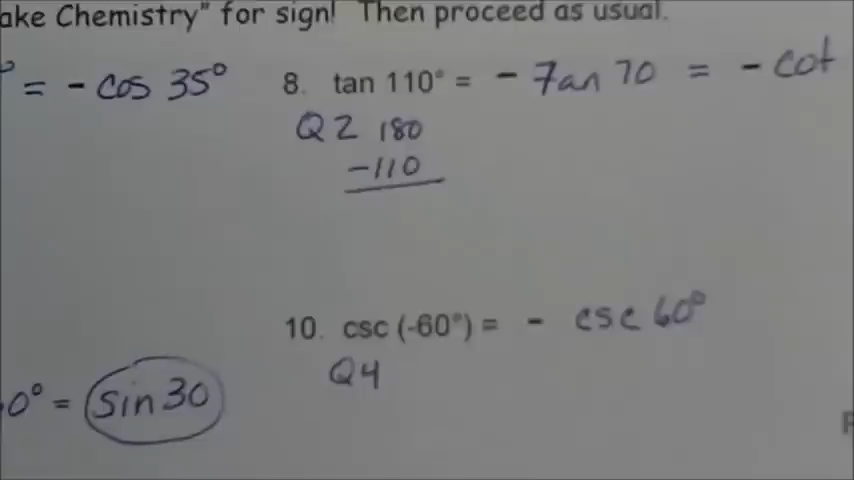 ake Chemistry" for sign! Then proceed as usual.
° = - cos 35°
8. tan 110° = - Tan 70 = - cot
Q2 180
-110
10. csc (-60°) = - csc 60°
Q4
0° = sin 30